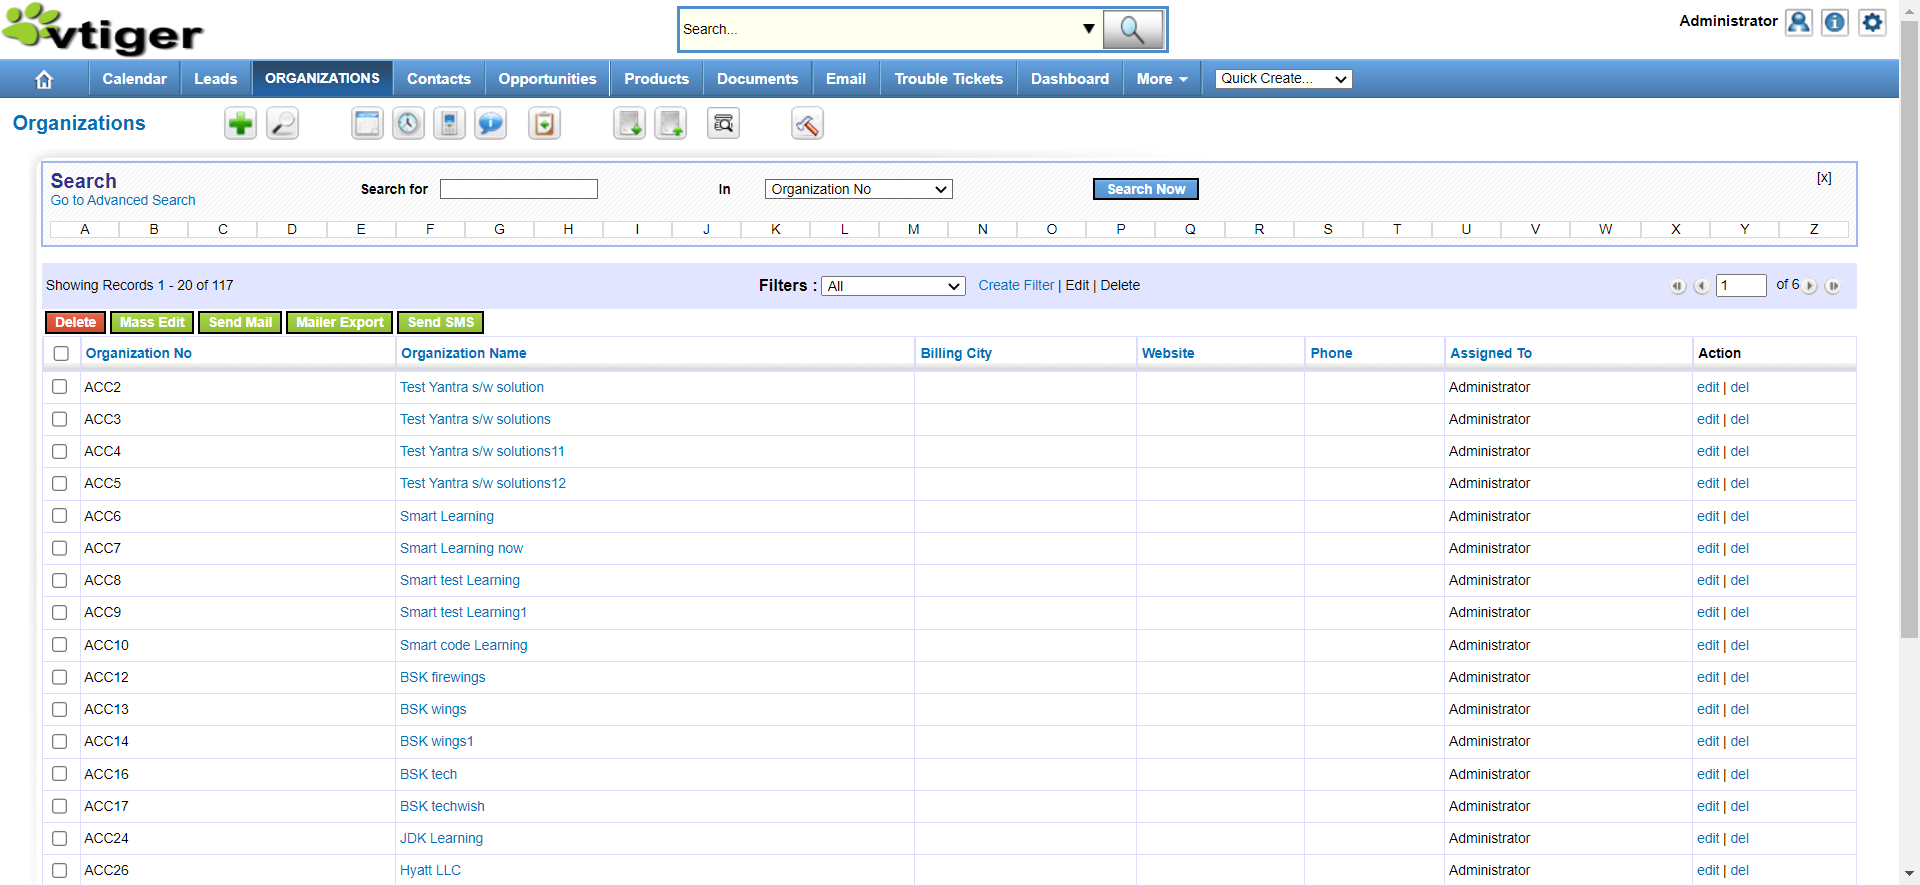 vtiger
Search...
Administrator
Calendar Leads ORGANIZATIONS Contacts Opportunities Products Documents Email Trouble Tickets Dashboard More Quick Create...
Organizations
Search
Go to Advanced Search
Search for In Organization No Search Now [x]
A B C D E F G H I J K L M N O P Q R S T U V W X Y Z
Showing Records 1 - 20 of 117 Filters : All Create Filter | Edit | Delete 1 of 6
Delete Mass Edit Send Mail Mailer Export Send SMS
Organization No Organization Name Billing City Website Phone Assigned To Action
ACC2 Test Yantra s/w solution Administrator edit | del
ACC3 Test Yantra s/w solutions Administrator edit | del
ACC4 Test Yantra s/w solutions11 Administrator edit | del
ACC5 Test Yantra s/w solutions12 Administrator edit | del
ACC6 Smart Learning Administrator edit | del
ACC7 Smart Learning now Administrator edit | del
ACC8 Smart test Learning Administrator edit | del
ACC9 Smart test Learning1 Administrator edit | del
ACC10 Smart code Learning Administrator edit | del
ACC12 BSK firewings Administrator edit | del
ACC13 BSK wings Administrator edit | del
ACC14 BSK wings1 Administrator edit | del
ACC16 BSK tech Administrator edit | del
ACC17 BSK techwish Administrator edit | del
ACC24 JDK Learning Administrator edit | del
ACC26 Hyatt LLC Administrator edit | del